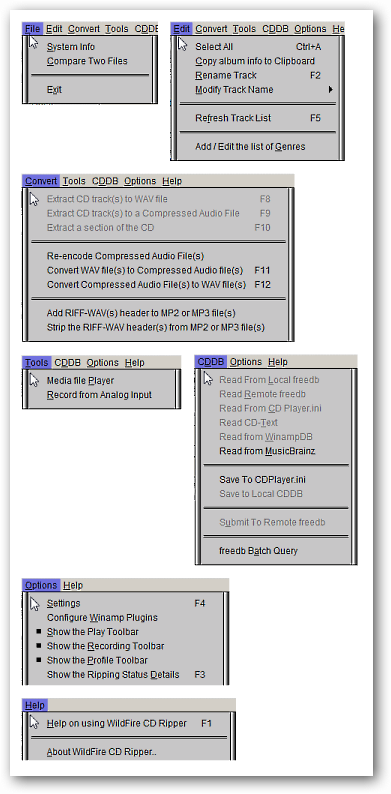 File Edit Convert Tools CDDB
System Info
Compare Two Files
Exit
Edit Convert Tools CDDB Options He
Select All Ctrl+A
Copy album info to Clipboard
Rename Track F2
Modify Track Name
Refresh Track List F5
Add / Edit the list of Genres
Convert Tools CDDB Options Help
Extract CD track(s) to WAV file F8
Extract CD track(s) to a Compressed Audio File F9
Extract a section of the CD F10
Re-encode Compressed Audio File(s)
Convert WAV file(s) to Compressed Audio file(s) F11
Convert Compressed Audio File(s) to WAV file(s) F12
Add RIFF-WAV(s) header to MP2 or MP3 file(s)
Strip the RIFF-WAV header(s) from MP2 or MP3 file(s)
Tools CDDB Options Help
Media file Player
Record from Analog Input
CDDB Options Help
Read From Local freedb
Read Remote freedb
Read From CD Player.ini
Read CD-Text
Read from WinampDB
Read from MusicBrainz
Save To CDPlayer.ini
Save to Local CDDB
Submit To Remote freedb
freedb Batch Query
Options Help
Settings F4
Configure Winamp Plugins
Show the Play Toolbar
Show the Recording Toolbar
Show the Profile Toolbar
Show the Ripping Status Details F3
Help
Help on using WildFire CD Ripper F1
About WildFire CD Ripper..